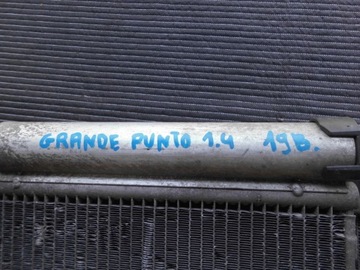 GRANDE PUNTO 1.4 19B.